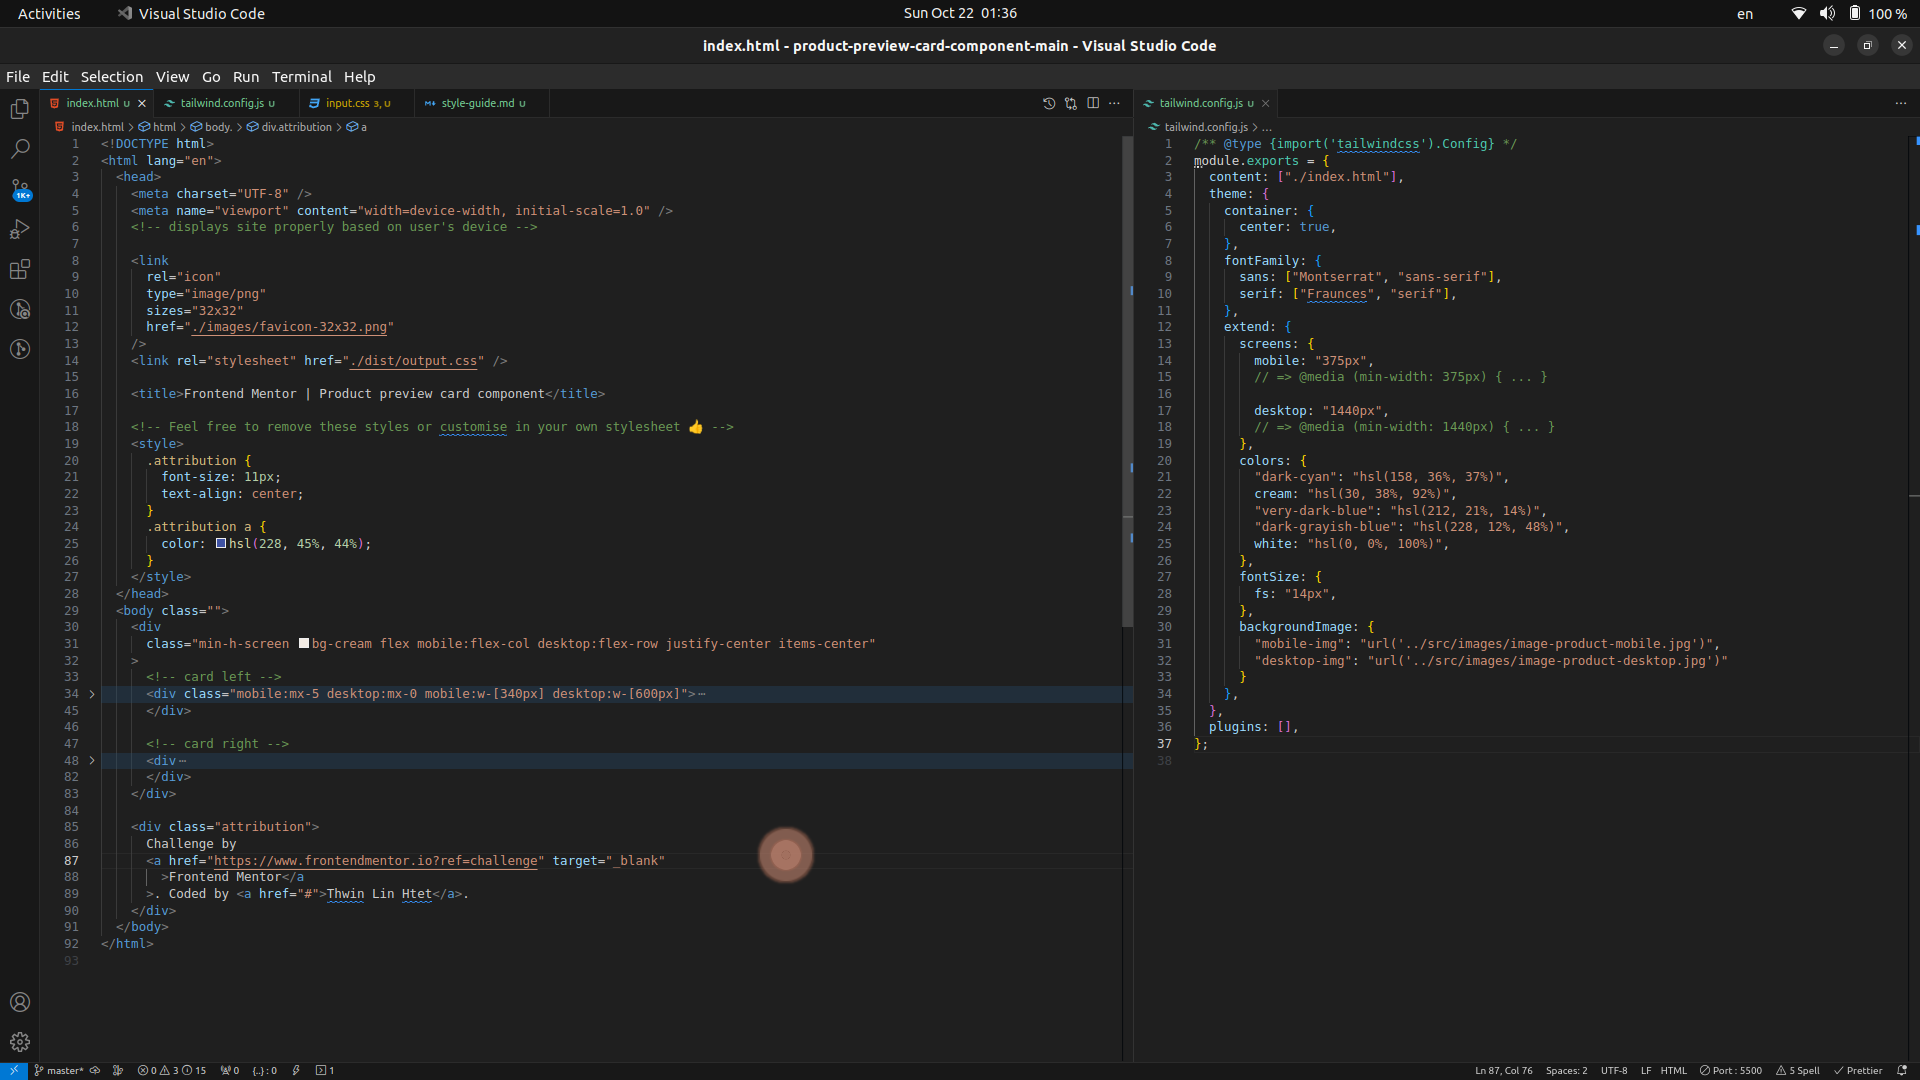 Activities
Visual Studio Code
Sun Oct 22 01:36
en
100 %
index.html - product-preview-card-component-main - Visual Studio Code
File Edit Selection View Go Run Terminal Help
index.html U
tailwind.config.js U
input.css 3, U
style-guide.md U
index.html > html > body. > div.attribution > a
1 <!DOCTYPE html>
2 <html lang="en">
3 <head>
4 <meta charset="UTF-8" />
5 <meta name="viewport" content="width=device-width, initial-scale=1.0" />
6 <!-- displays site properly based on user's device -->
7
8 <link
9 rel="icon"
10 type="image/png"
11 sizes="32x32"
12 href="./images/favicon-32x32.png"
13 />
14 <link rel="stylesheet" href="./dist/output.css" />
15
16 <title>Frontend Mentor | Product preview card component</title>
17
18 <!-- Feel free to remove these styles or customise in your own stylesheet 👍 -->
19 <style>
20 .attribution {
21 font-size: 11px;
22 text-align: center;
23 }
24 .attribution a {
25 color: hsl(228, 45%, 44%);
26 }
27 </style>
28 </head>
29 <body class="">
30 <div
31 class="min-h-screen bg-cream flex mobile:flex-col desktop:flex-row justify-center items-center"
32 >
33 <!-- card left -->
34 <div class="mobile:mx-5 desktop:mx-0 mobile:w-[340px] desktop:w-[600px]">⋯
45 </div>
46
47 <!-- card right -->
48 <div⋯
82 </div>
83 </div>
84
85 <div class="attribution">
86 Challenge by
87 <a href="https://www.frontendmentor.io?ref=challenge" target="_blank"
88 >Frontend Mentor</a
89 >. Coded by <a href="#">Thwin Lin Htet</a>.
90 </div>
91 </body>
92 </html>
93
tailwind.config.js U
tailwind.config.js > ...
1 /** @type {import('tailwindcss').Config} */
2 module.exports = {
3 content: ["./index.html"],
4 theme: {
5 container: {
6 center: true,
7 },
8 fontFamily: {
9 sans: ["Montserrat", "sans-serif"],
10 serif: ["Fraunces", "serif"],
11 },
12 extend: {
13 screens: {
14 mobile: "375px",
15 // => @media (min-width: 375px) { ... }
16
17 desktop: "1440px",
18 // => @media (min-width: 1440px) { ... }
19 },
20 colors: {
21 "dark-cyan": "hsl(158, 36%, 37%)",
22 cream: "hsl(30, 38%, 92%)",
23 "very-dark-blue": "hsl(212, 21%, 14%)",
24 "dark-grayish-blue": "hsl(228, 12%, 48%)",
25 white: "hsl(0, 0%, 100%)",
26 },
27 fontSize: {
28 fs: "14px",
29 },
30 backgroundImage: {
31 "mobile-img": "url('../src/images/image-product-mobile.jpg')",
32 "desktop-img": "url('../src/images/image-product-desktop.jpg')"
33 }
34 },
35 },
36 plugins: [],
37 };
38
1K+
master*
0 3 15
0
{..} : 0
1
Ln 87, Col 76
Spaces: 2
UTF-8
LF
HTML
Port : 5500
5 Spell
Prettier